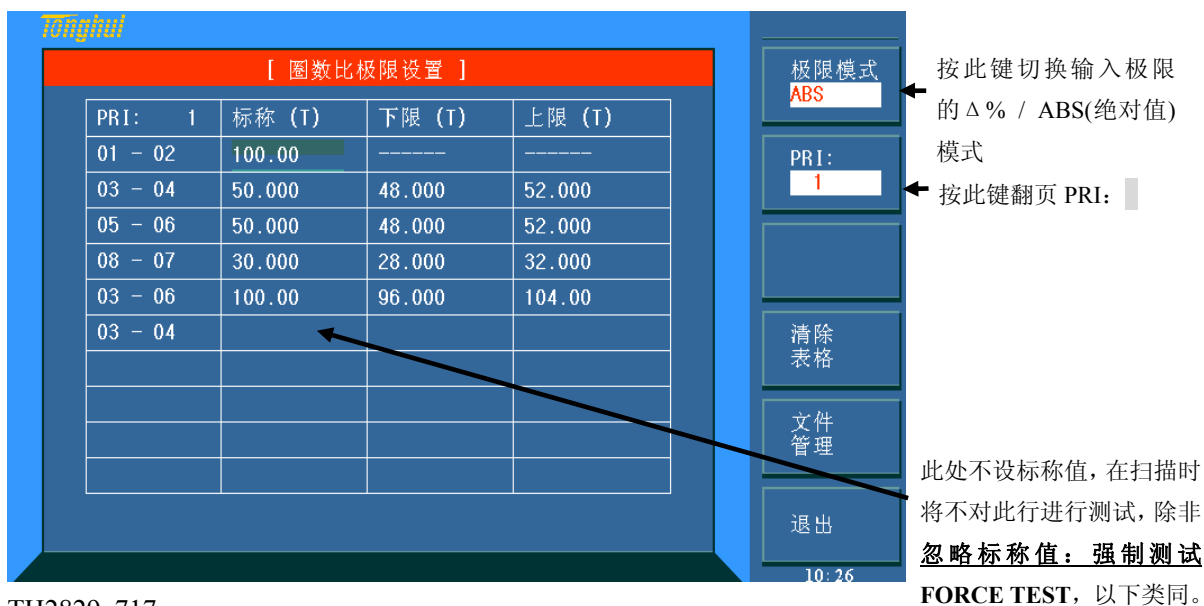 Tonghui
[ 圈数比极限设置 ]
PRI: 1 标称 (T) 下限 (T) 上限 (T)
01 - 02 100.00 ------ ------
03 - 04 50.000 48.000 52.000
05 - 06 50.000 48.000 52.000
08 - 07 30.000 28.000 32.000
03 - 06 100.00 96.000 104.00
03 - 04
极限模式
ABS
PRI:
1
清除
表格
文件
管理
退出
10:26
按此键切换输入极限
的Δ% / ABS(绝对值)
模式
按此键翻页 PRI:
此处不设标称值,在扫描时
将不对此行进行测试,除非
忽略标称值:强制测试
FORCE TEST,以下类同。